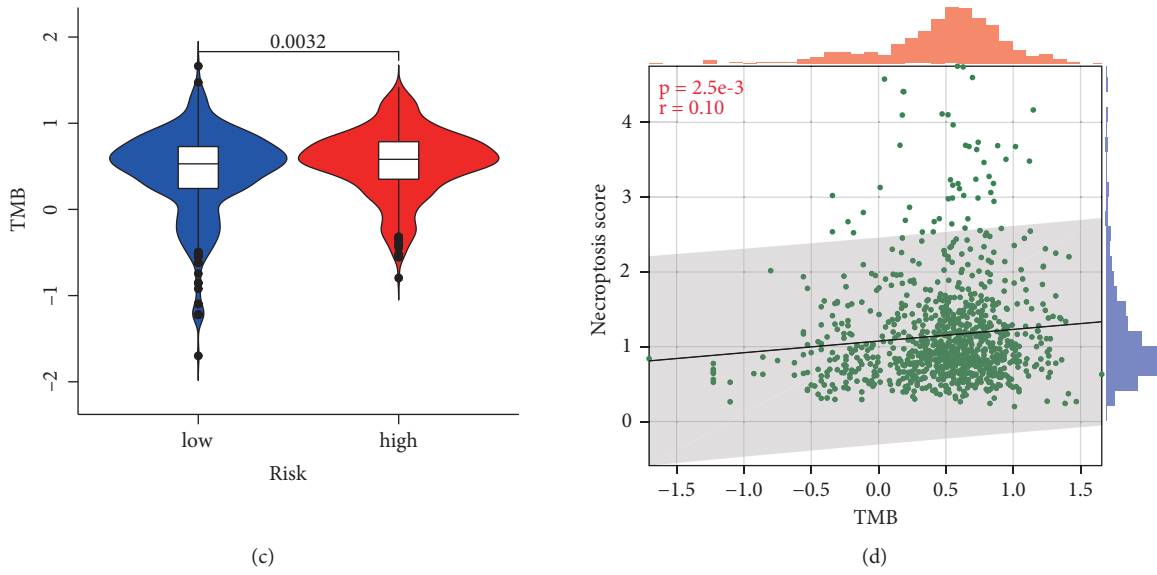 2
1
0
−1
−2
TMB
0.0032
low
high
Risk
(c)
p = 2.5e-3
r = 0.10
4
3
2
1
0
Necroptosis score
−1.5
−1.0
−0.5
0.0
0.5
1.0
1.5
TMB
(d)